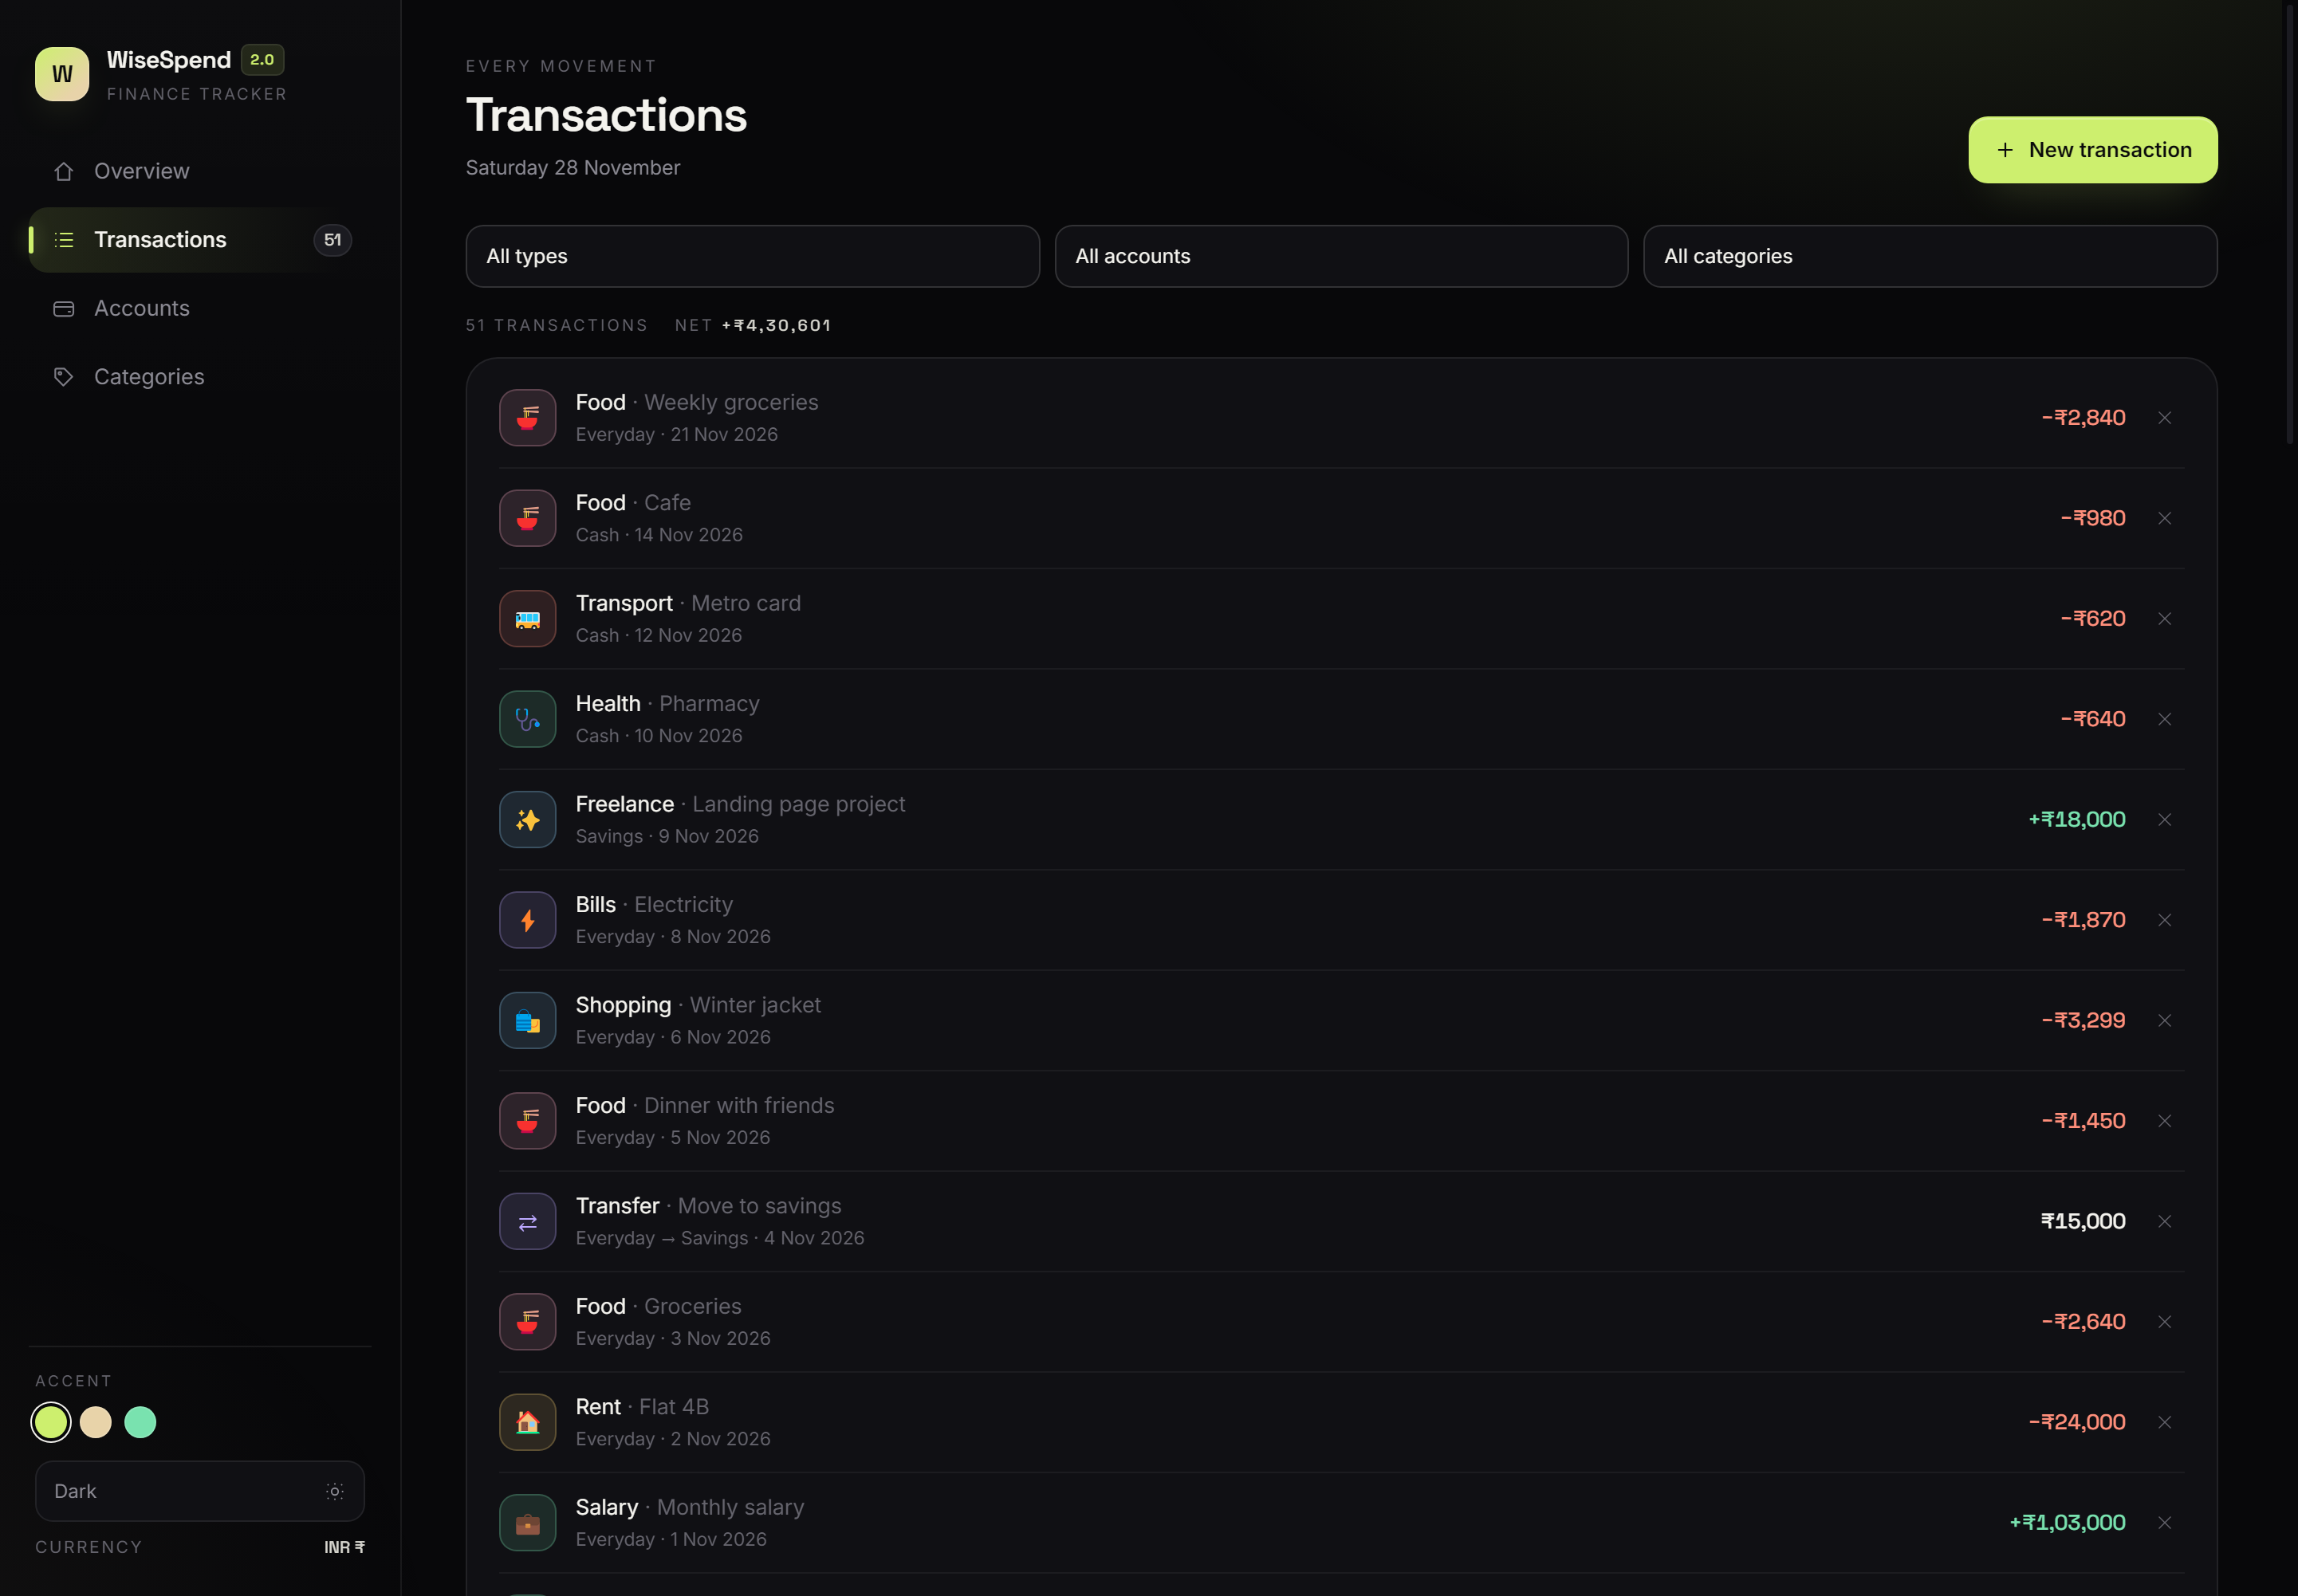 W
WiseSpend 2.0
FINANCE TRACKER
Overview
Transactions 51
Accounts
Categories
ACCENT
Dark
CURRENCY INR ₹
EVERY MOVEMENT
Transactions
Saturday 28 November
+ New transaction
All types
All accounts
All categories
51 TRANSACTIONS NET +₹4,30,601
Food · Weekly groceries
Everyday · 21 Nov 2026
−₹2,840
Food · Cafe
Cash · 14 Nov 2026
−₹980
Transport · Metro card
Cash · 12 Nov 2026
−₹620
Health · Pharmacy
Cash · 10 Nov 2026
−₹640
Freelance · Landing page project
Savings · 9 Nov 2026
+₹18,000
Bills · Electricity
Everyday · 8 Nov 2026
−₹1,870
Shopping · Winter jacket
Everyday · 6 Nov 2026
−₹3,299
Food · Dinner with friends
Everyday · 5 Nov 2026
−₹1,450
Transfer · Move to savings
Everyday → Savings · 4 Nov 2026
₹15,000
Food · Groceries
Everyday · 3 Nov 2026
−₹2,640
Rent · Flat 4B
Everyday · 2 Nov 2026
−₹24,000
Salary · Monthly salary
Everyday · 1 Nov 2026
+₹1,03,000